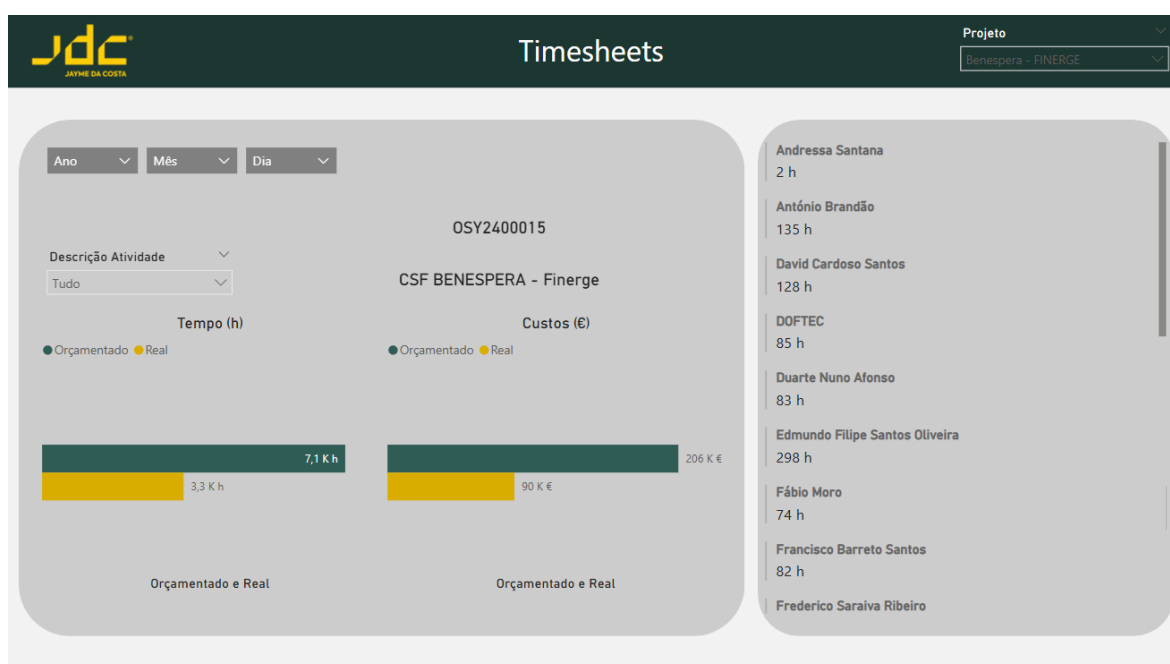 Jdc
JAYME DA COSTA
Timesheets
Projeto
Benespera - FINERGE
Ano
Mês
Dia
OSY2400015
Descrição Atividade
Tudo
CSF BENESPERA - Finerge
Tempo (h)
Orçamentado Real
7,1 K h
3,3 K h
Orçamentado e Real
Custos (€)
Orçamentado Real
206 K €
90 K €
Orçamentado e Real
Andressa Santana
2 h
António Brandão
135 h
David Cardoso Santos
128 h
DOFTEC
85 h
Duarte Nuno Afonso
83 h
Edmundo Filipe Santos Oliveira
298 h
Fábio Moro
74 h
Francisco Barreto Santos
82 h
Frederico Saraiva Ribeiro